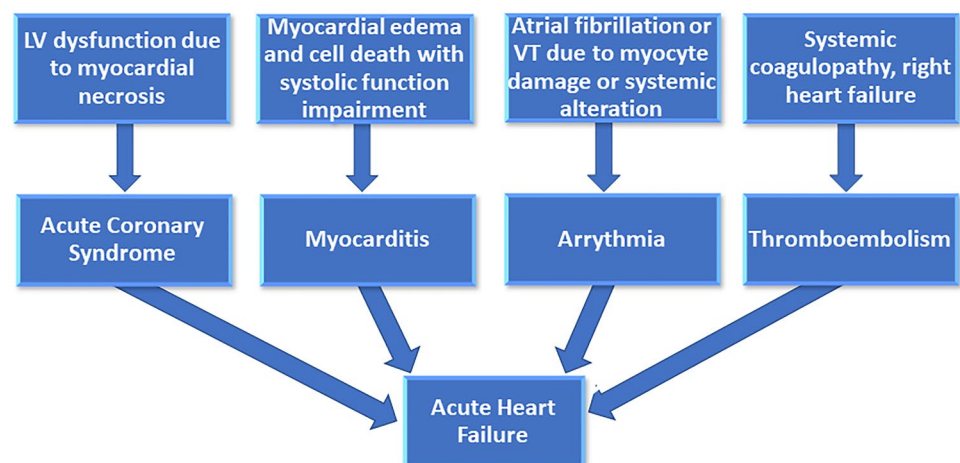 LV dysfunction due
to myocardial
necrosis
Myocardial edema
and cell death with
systolic function
impairment
Atrial fibrillation or
VT due to myocyte
damage or systemic
alteration
Systemic
coagulopathy, right
heart failure
Acute Coronary
Syndrome
Myocarditis
Arrythmia
Thromboembolism
Acute Heart
Failure